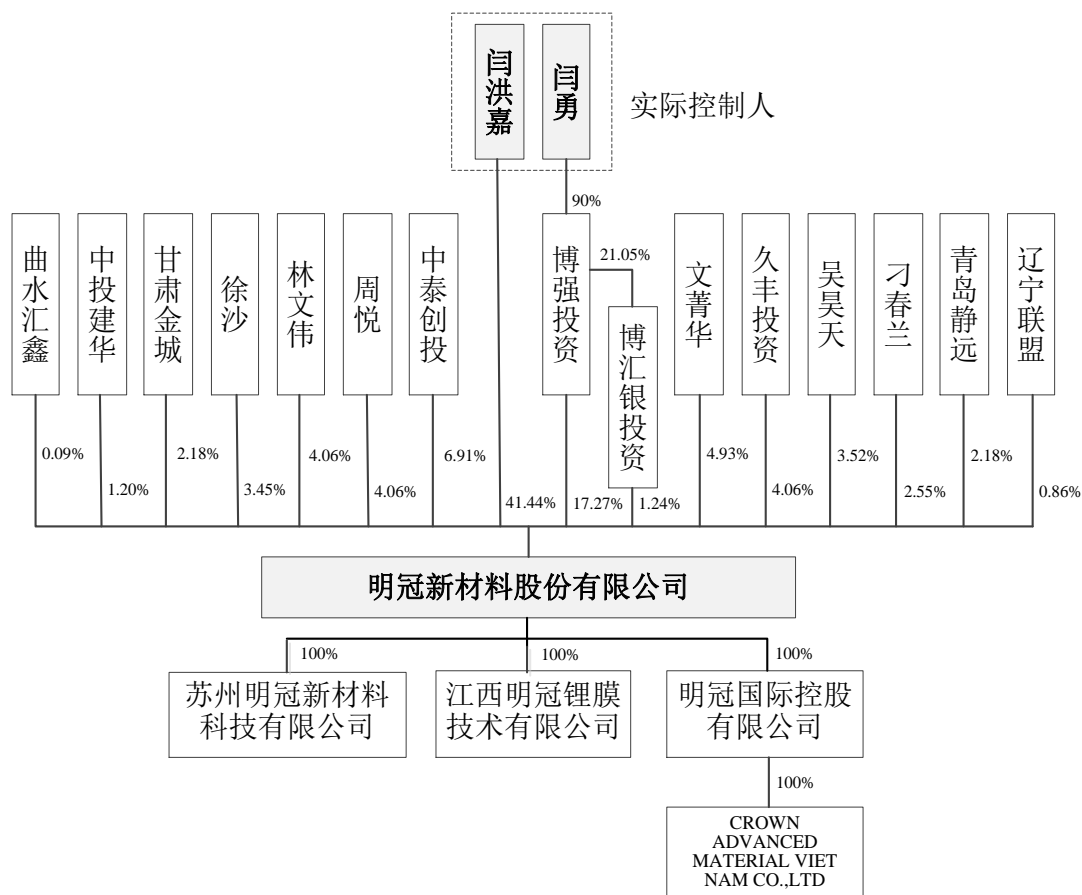 闫洪嘉
闫勇
实际控制人
90%
曲水汇鑫
中投建华
甘肃金城
徐沙
林文伟
周悦
中泰创投
博强投资
21.05%
博汇银投资
文菁华
久丰投资
吴昊天
刁春兰
青岛静远
辽宁联盟
0.09%
1.20%
2.18%
3.45%
4.06%
4.06%
6.91%
41.44%
17.27%
1.24%
4.93%
4.06%
3.52%
2.55%
2.18%
0.86%
明冠新材料股份有限公司
100%
100%
100%
苏州明冠新材料
科技有限公司
江西明冠锂膜
技术有限公司
明冠国际控股
有限公司
100%
CROWN
ADVANCED
MATERIAL VIET
NAM CO.,LTD